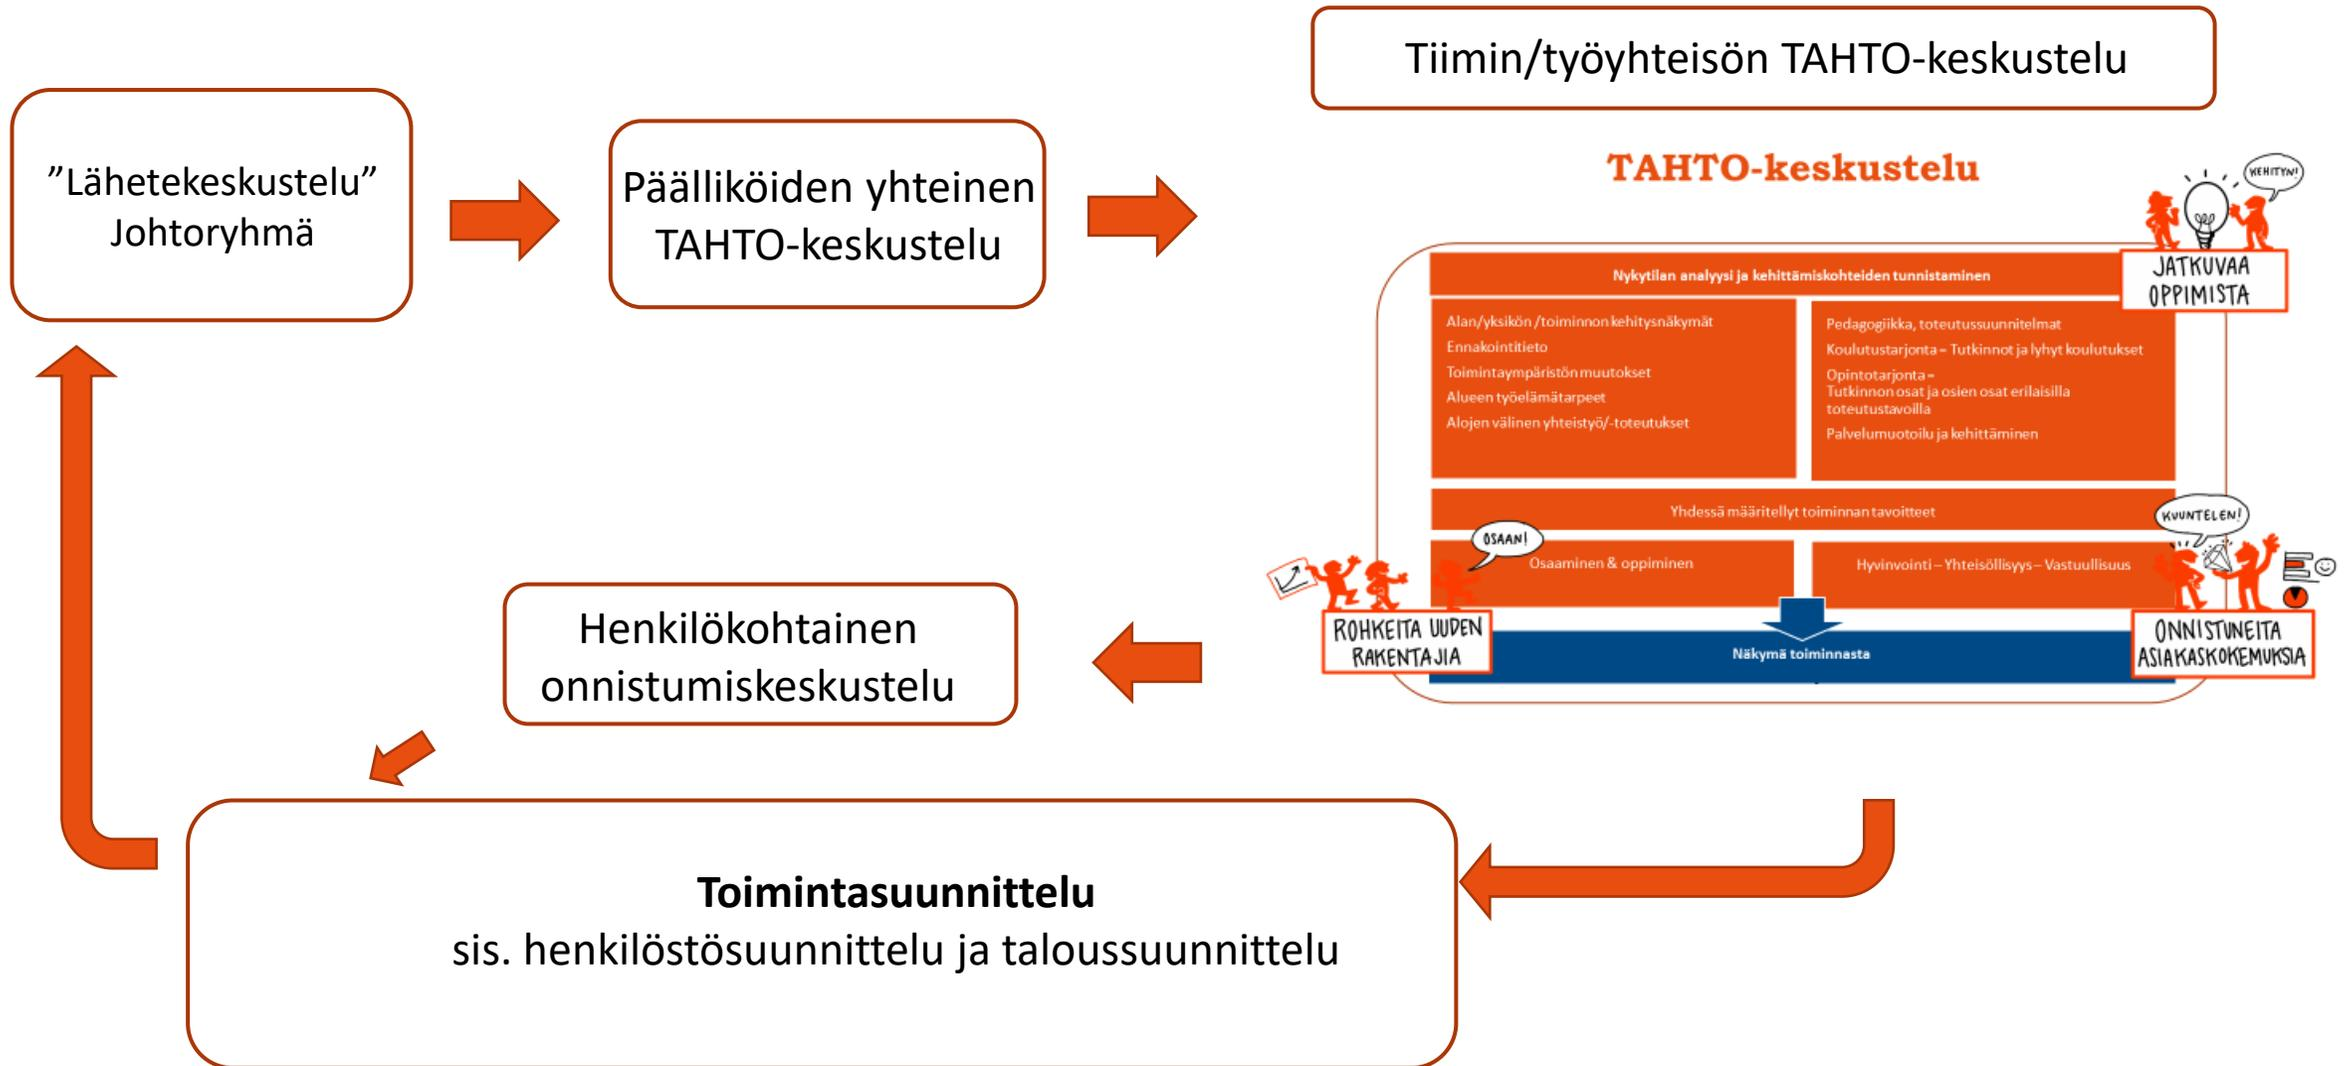 ”Lähetekeskustelu”
Johtoryhmä
Päälliköiden yhteinen
TAHTO-keskustelu
Tiimin/työyhteisön TAHTO-keskustelu
TAHTO-keskustelu
KEHITYN!
JATKUVAA
OPPIMISTA
Nykytilan analyysi ja kehittämiskohteiden tunnistaminen
Alan/yksikön /toiminnon kehitysnäkymät
Ennakointitieto
Toimintaympäristön muutokset
Alueen työelämätarpeet
Alojen välinen yhteistyö/-toteutukset
Pedagogiikka, toteutussuunnitelmat
Koulutustarjonta – Tutkinnot ja lyhyt koulutukset
Opintotarjonta –
Tutkinnon osat ja osien osat erilaisilla
toteutustavoilla
Palvelumuotoilu ja kehittäminen
Yhdessä määritellyt toiminnan tavoitteet
KUUNTELEN!
OSAAN!
Osaaminen & oppiminen
Hyvinvointi – Yhteisöllisyys – Vastuullisuus
ROHKEITA UUDEN
RAKENTAJIA
ONNISTUNEITA
ASIAKASKOKEMUKSIA
Näkymä toiminnasta
Henkilökohtainen
onnistumiskeskustelu
Toimintasuunnittelu
sis. henkilöstösuunnittelu ja taloussuunnittelu